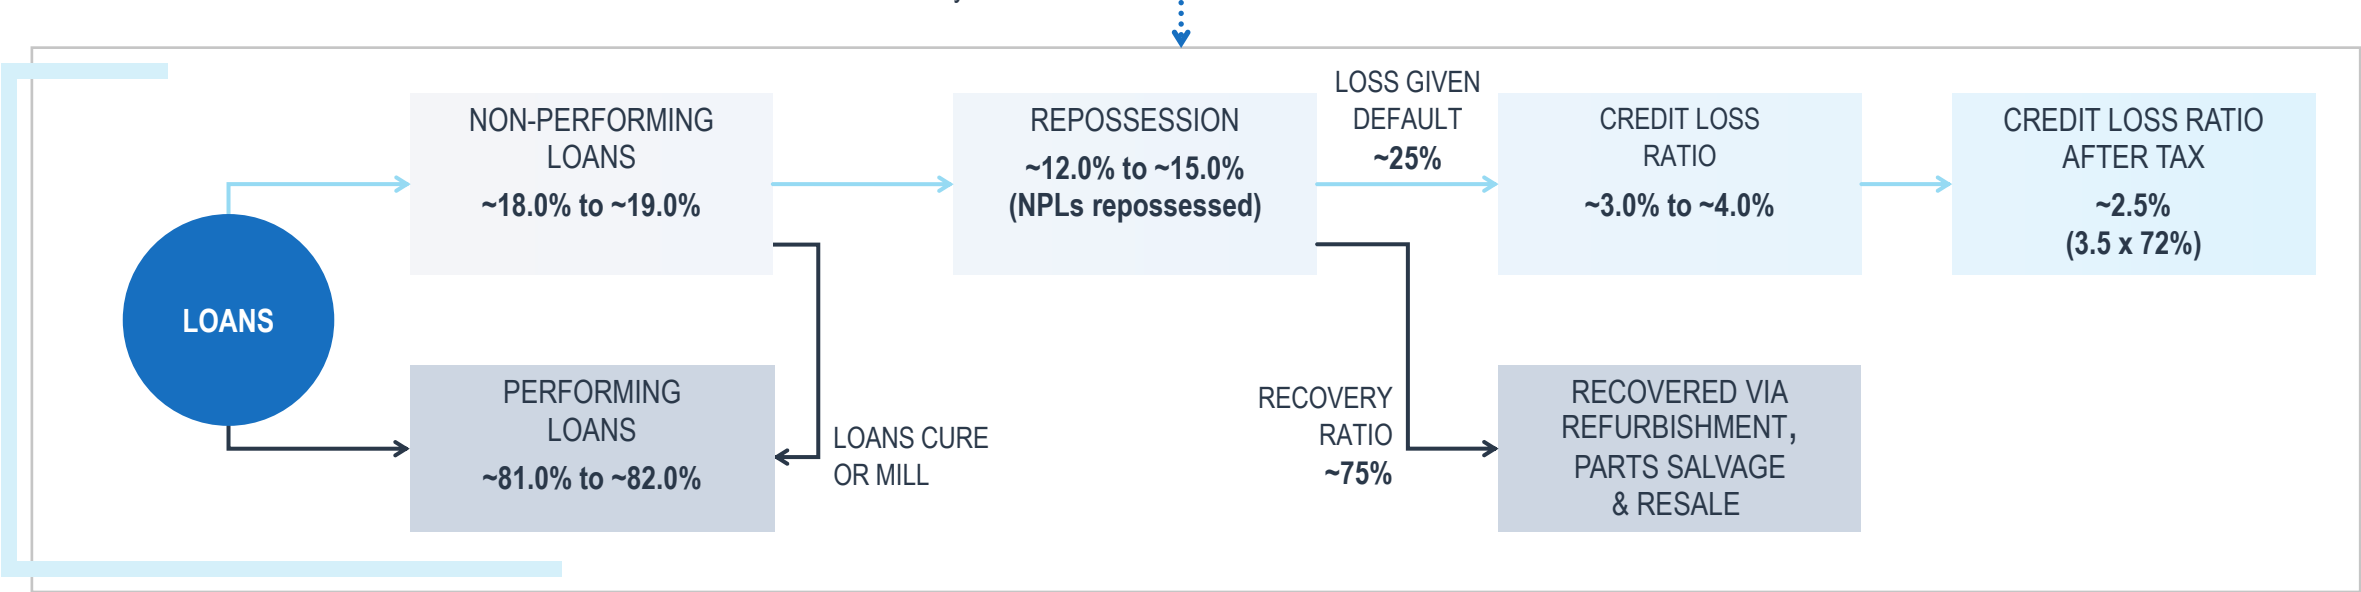 LOANS
NON-PERFORMING
LOANS
~18.0% to ~19.0%
PERFORMING
LOANS
~81.0% to ~82.0%
LOANS CURE
OR MILL
REPOSSESSION
~12.0% to ~15.0%
(NPLs repossessed)
LOSS GIVEN
DEFAULT
~25%
RECOVERY
RATIO
~75%
CREDIT LOSS
RATIO
~3.0% to ~4.0%
RECOVERED VIA
REFURBISHMENT,
PARTS SALVAGE
& RESALE
CREDIT LOSS RATIO
AFTER TAX
~2.5%
(3.5 x 72%)